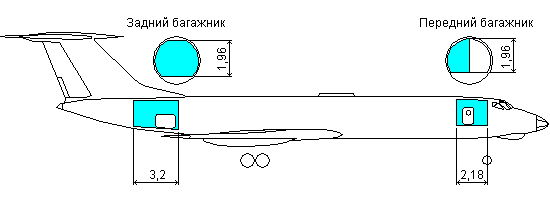 Задний багажник
Передний багажник
1,96
1,96
3,2
2,18